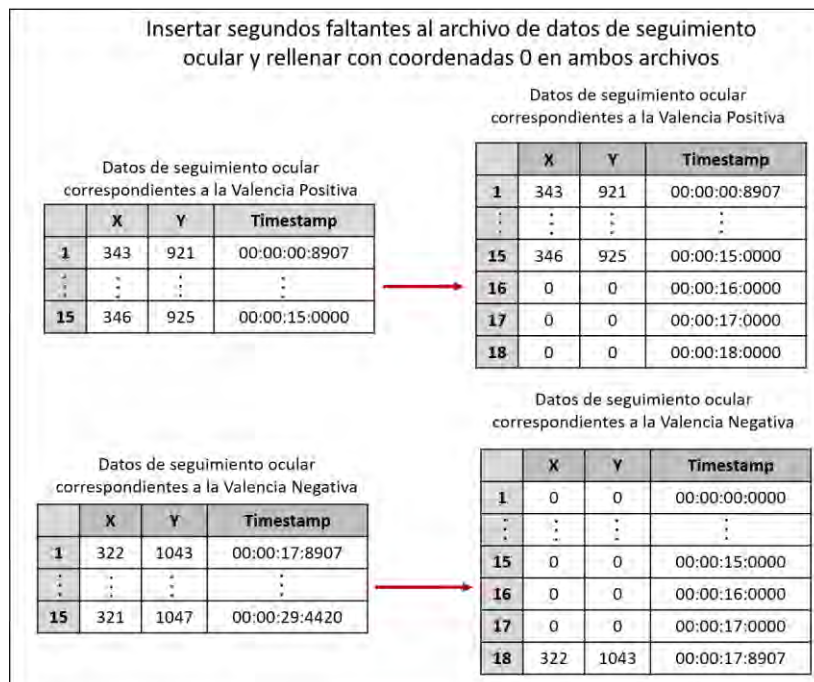 Insertar segundos faltantes al archivo de datos de seguimiento
ocular y rellenar con coordenadas 0 en ambos archivos
Datos de seguimiento ocular
correspondientes a la Valencia Positiva
X Y Timestamp
1 343 921 00:00:00:8907
⋮ ⋮ ⋮ ⋮
15 346 925 00:00:15:0000
Datos de seguimiento ocular
correspondientes a la Valencia Positiva
X Y Timestamp
1 343 921 00:00:00:8907
⋮ ⋮ ⋮
15 346 925 00:00:15:0000
16 0 0 00:00:16:0000
17 0 0 00:00:17:0000
18 0 0 00:00:18:0000
Datos de seguimiento ocular
correspondientes a la Valencia Negativa
X Y Timestamp
1 322 1043 00:00:17:8907
⋮ ⋮ ⋮ ⋮
15 321 1047 00:00:29:4420
Datos de seguimiento ocular
correspondientes a la Valencia Negativa
X Y Timestamp
1 0 0 00:00:00:0000
⋮ ⋮ ⋮ ⋮
15 0 0 00:00:15:0000
16 0 0 00:00:16:0000
17 0 0 00:00:17:0000
18 322 1043 00:00:17:8907